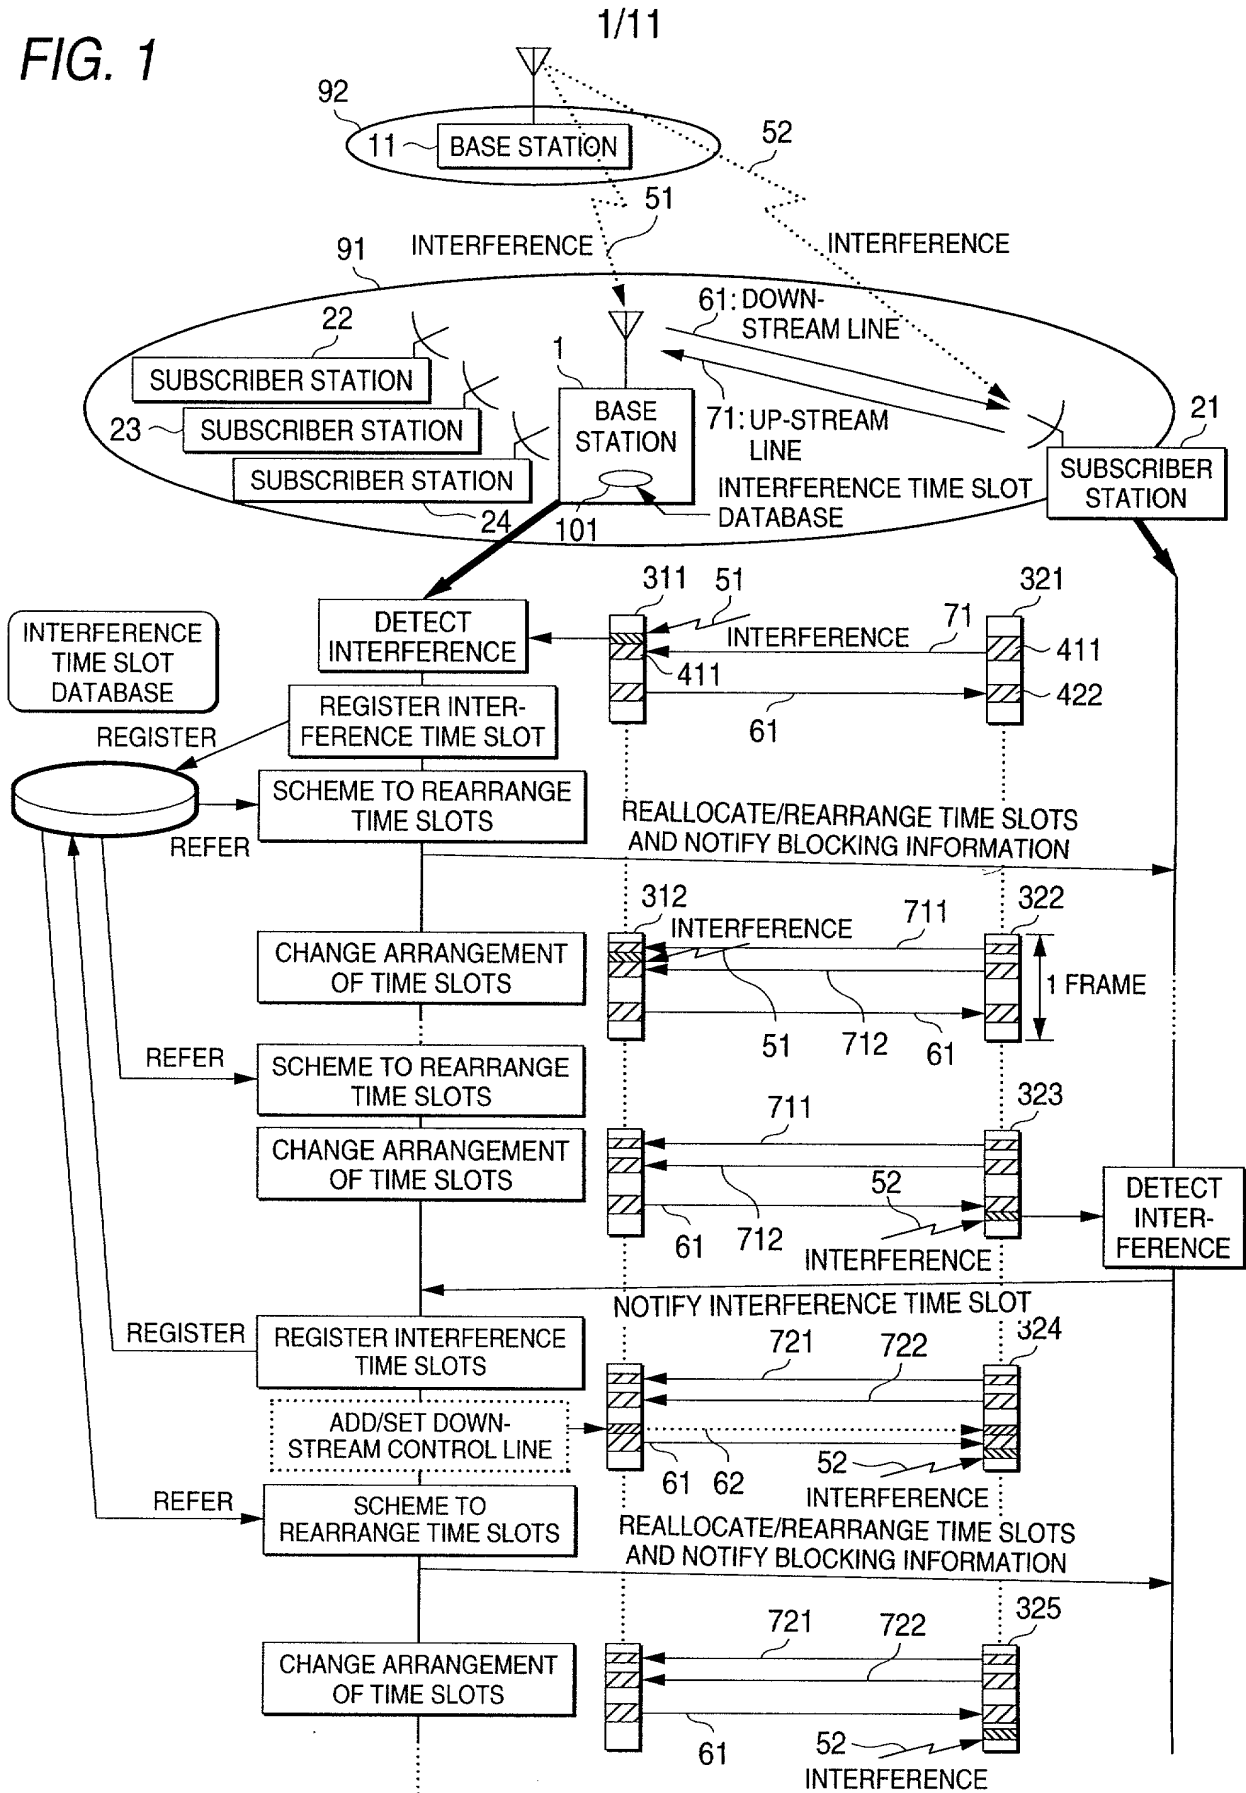 1/11
FIG. 1
92
11
BASE STATION
52
51
INTERFERENCE
INTERFERENCE
91
22
SUBSCRIBER STATION
23
SUBSCRIBER STATION
SUBSCRIBER STATION
24
1
BASE
STATION
101
61: DOWN-
STREAM LINE
71: UP-STREAM
LINE
INTERFERENCE TIME SLOT
DATABASE
21
SUBSCRIBER
STATION
311
51
321
DETECT
INTERFERENCE
INTERFERENCE
71
411
411
422
61
INTERFERENCE
TIME SLOT
DATABASE
REGISTER INTER-
FERENCE TIME SLOT
REGISTER
SCHEME TO REARRANGE
TIME SLOTS
REFER
REALLOCATE/REARRANGE TIME SLOTS
AND NOTIFY BLOCKING INFORMATION
312
INTERFERENCE
711
322
CHANGE ARRANGEMENT
OF TIME SLOTS
1 FRAME
51
712
61
REFER
SCHEME TO REARRANGE
TIME SLOTS
711
323
CHANGE ARRANGEMENT
OF TIME SLOTS
61
712
52
INTERFERENCE
DETECT
INTER-
FERENCE
NOTIFY INTERFERENCE TIME SLOT
REGISTER
REGISTER INTERFERENCE
TIME SLOTS
721
722
324
ADD/SET DOWN-
STREAM CONTROL LINE
61
62
52
INTERFERENCE
REFER
SCHEME TO
REARRANGE TIME SLOTS
REALLOCATE/REARRANGE TIME SLOTS
AND NOTIFY BLOCKING INFORMATION
721
722
325
CHANGE ARRANGEMENT
OF TIME SLOTS
61
52
INTERFERENCE